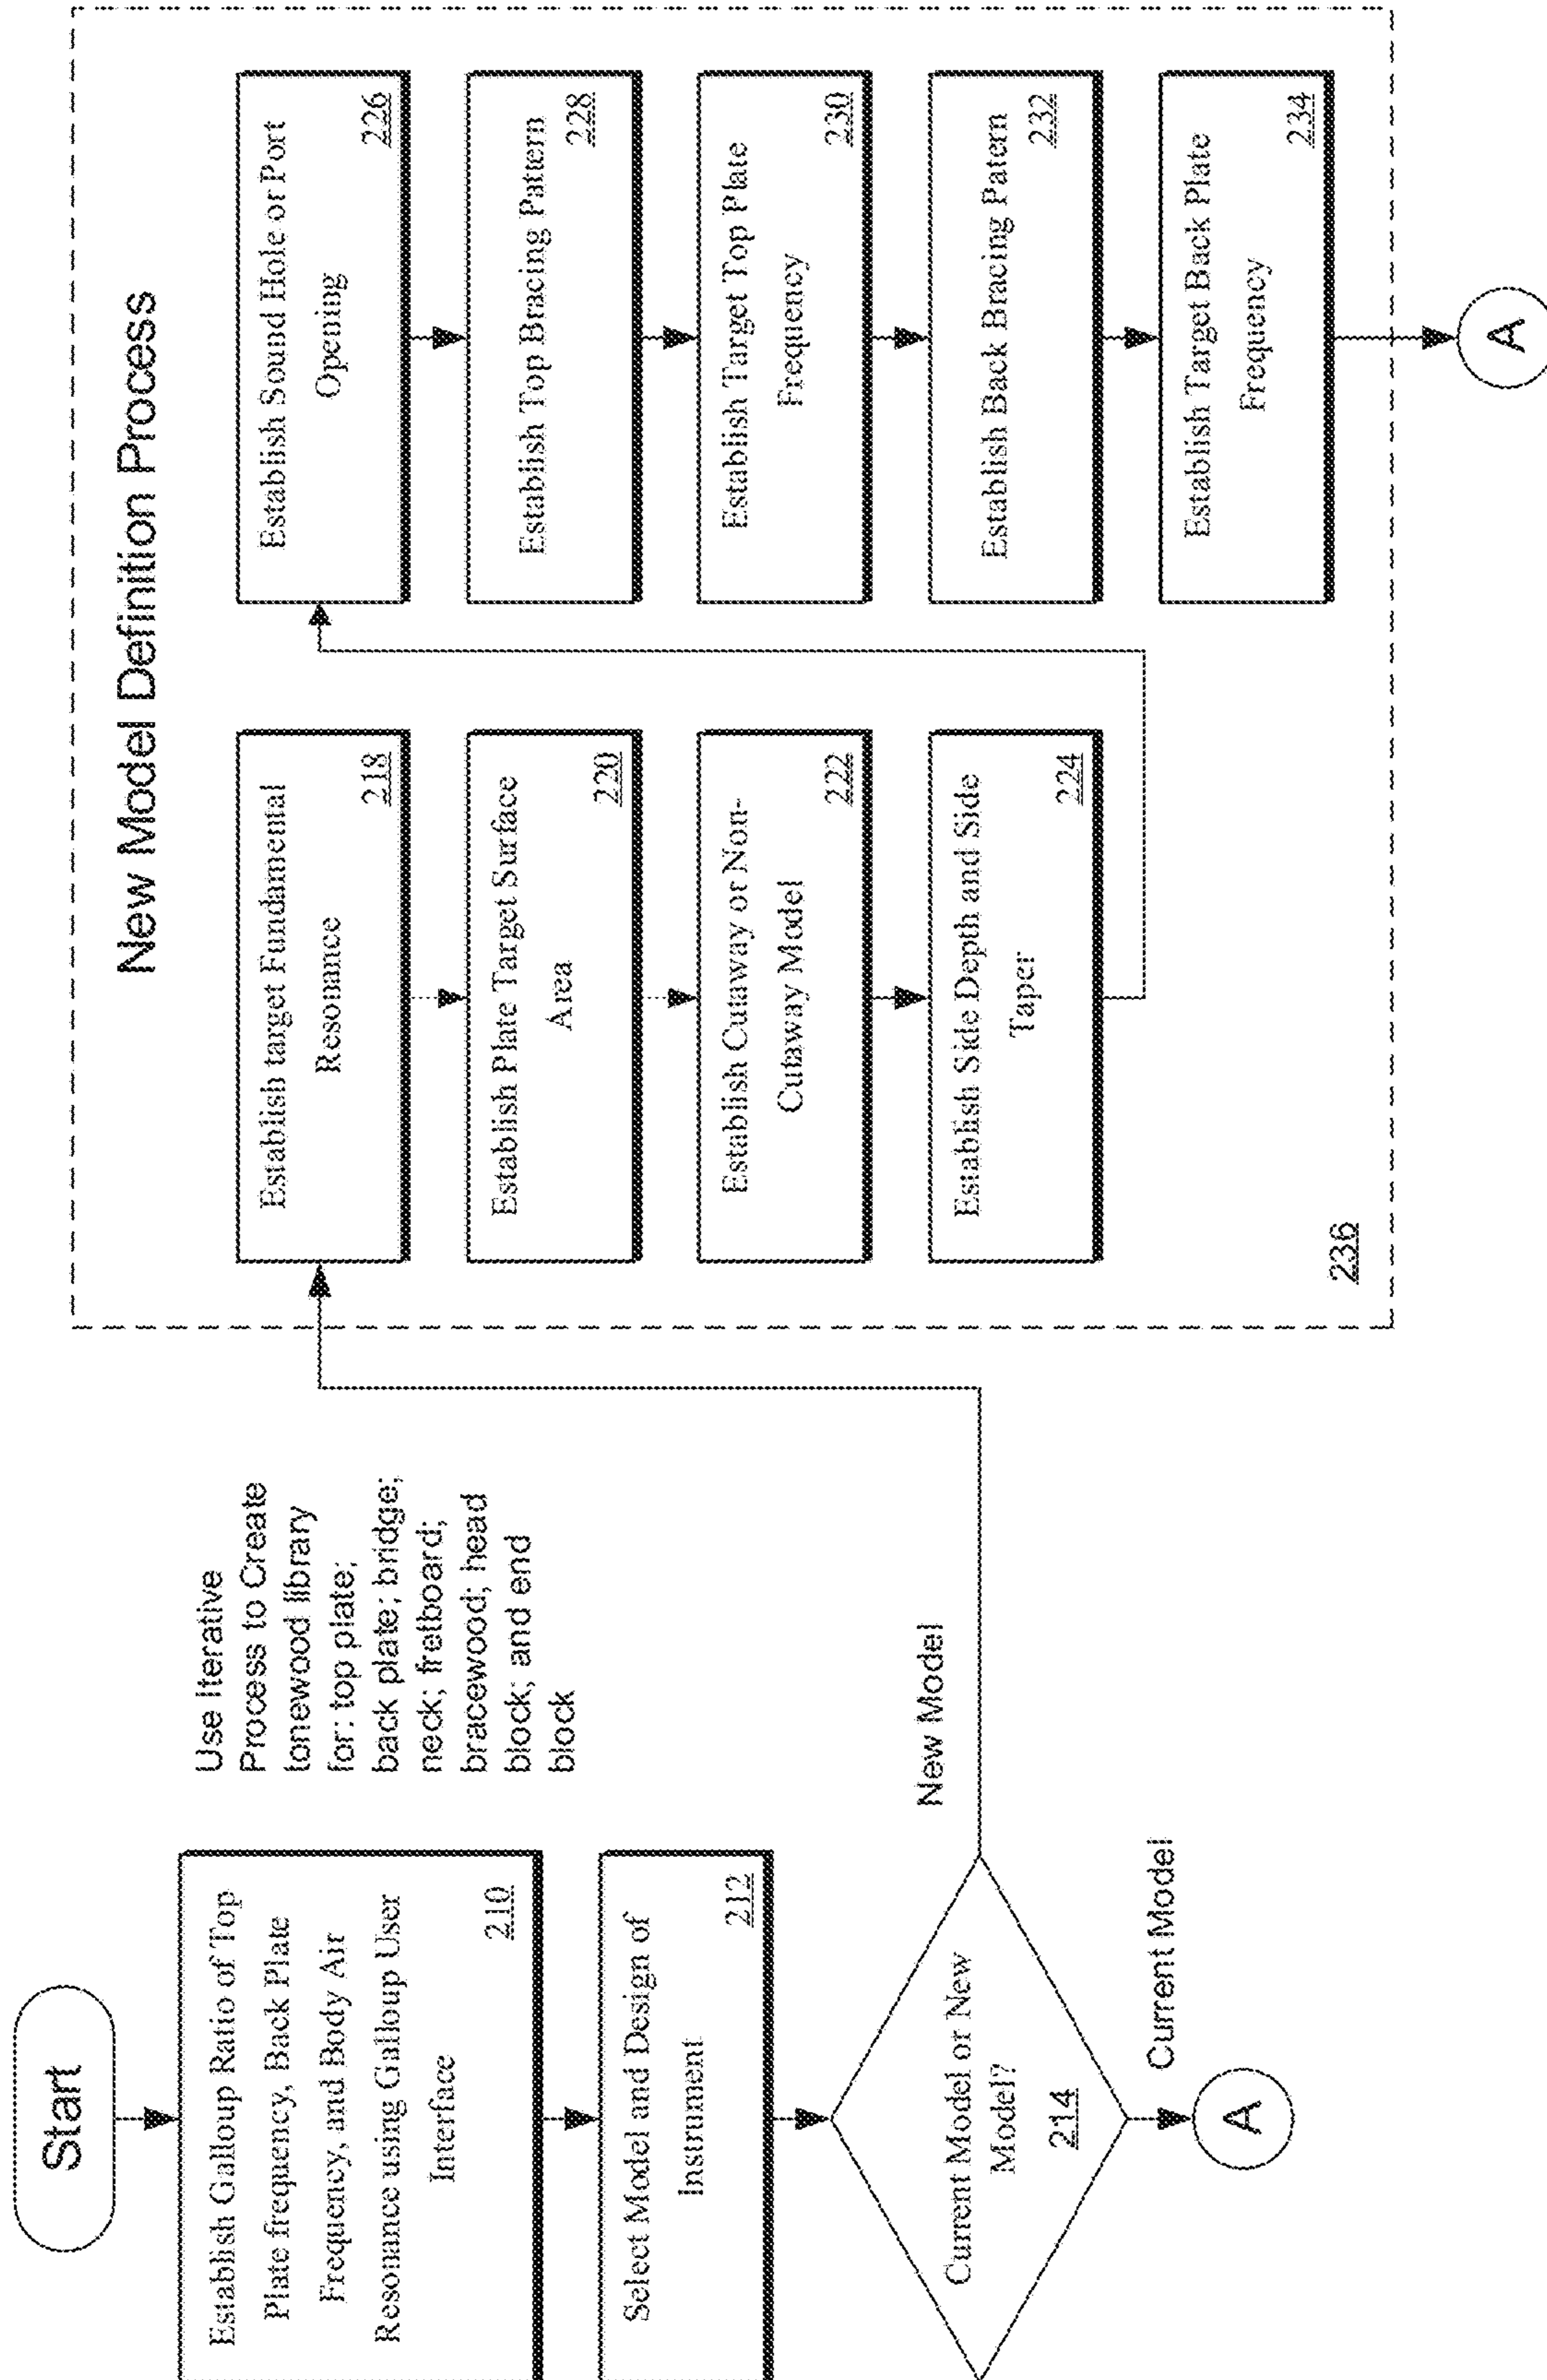 Start
Establish Galloup Ratio of Top
Plate frequency, Back Plate
Frequency, and Body Air
Resonance using Galloup User
Interface
210
Select Model and Design of
Instrument
212
Current Model or New
Model?
214
Current Model
A
New Model
Use Iterative
Process to Create
tonewood library
for: top plate;
back plate; bridge;
neck; fretboard;
bracewood; head
block; and end
block
New Model Definition Process
Establish target Fundamental
Resonance
218
Establish Plate Target Surface
Area
220
Establish Cutaway or Non-
Cutaway Model
222
Establish Side Depth and Side
Taper
224
Establish Sound Hole or Port
Opening
226
Establish Top Bracing Pattern
228
Establish Target Top Plate
Frequency
230
Establish Back Bracing Patern
232
Establish Target Back Plate
Frequency
234
236
A